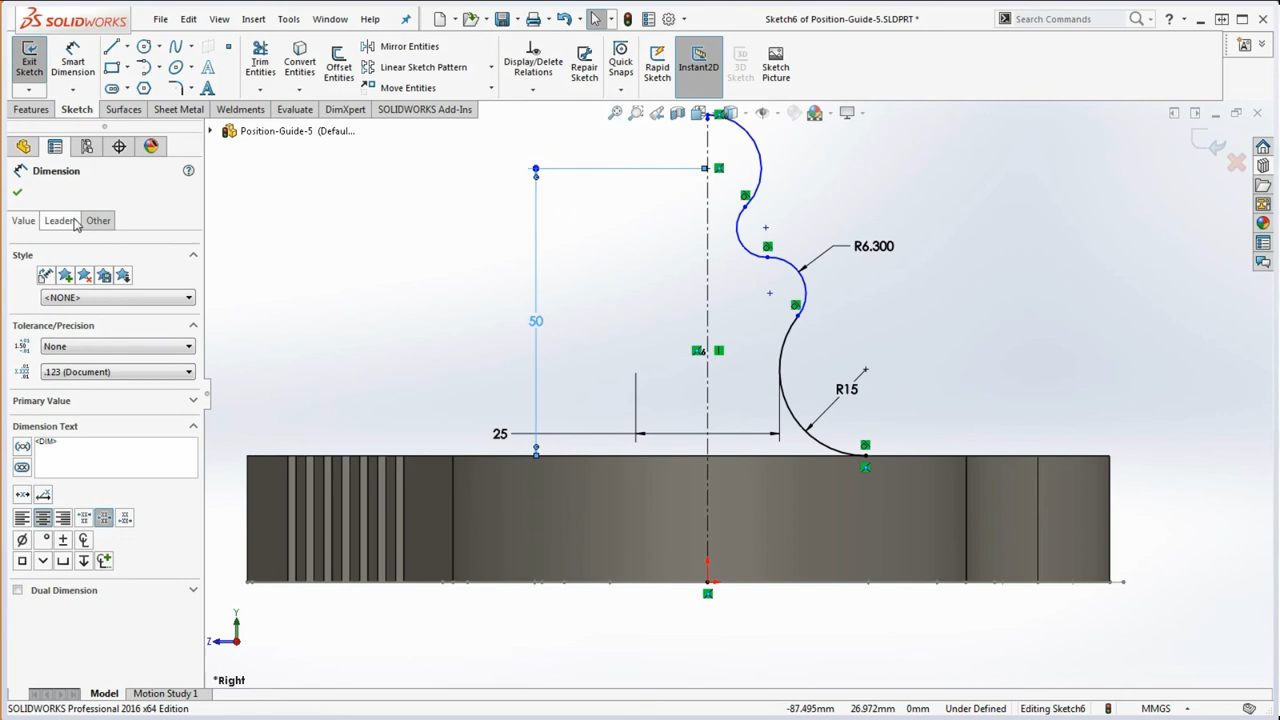 SOLIDWORKS
File Edit View Insert Tools Window Help
Sketch6 of Position-Guide-5.SLDPRT *
Search Commands
Exit Sketch
Smart Dimension
Trim Entities
Convert Entities
Offset Entities
Mirror Entities
Linear Sketch Pattern
Move Entities
Display/Delete Relations
Repair Sketch
Quick Snaps
Rapid Sketch
Instant2D
3D Sketch
Sketch Picture
Features Sketch Surfaces Sheet Metal Weldments Evaluate DimXpert SOLIDWORKS Add-Ins
Position-Guide-5 (Defaul...
Dimension
Value Leaders Other
Style
<NONE>
Tolerance/Precision
None
.123 (Document)
Primary Value
Dimension Text
<DIM>
Dual Dimension
R6.300
50
R15
25
Y
Z
*Right
Model Motion Study 1
SOLIDWORKS Professional 2016 x64 Edition
-87.495mm 26.972mm 0mm Under Defined Editing Sketch6 MMGS